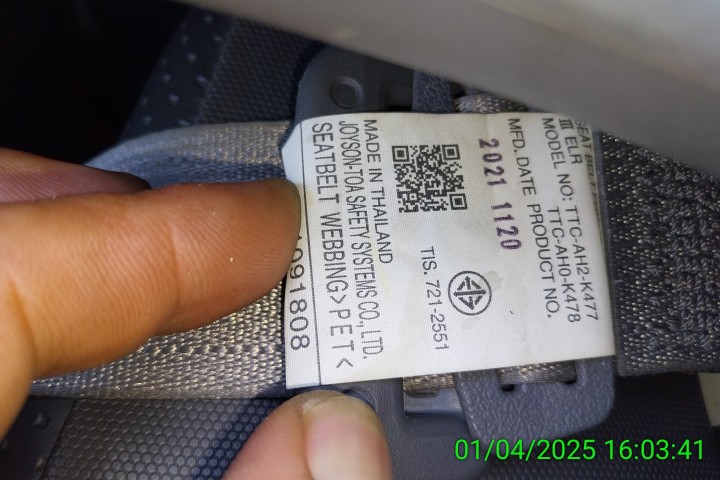 SEAT BELT
III ELR
MODEL NO: TTC-AH2-K477
TTC-AH0-K478
MFD. DATE PRODUCT NO.
2021 1120
TIS. 721-2551
MADE IN THAILAND
JOYSON-TOA SAFETY SYSTEMS CO., LTD.
SEATBELT WEBBING>PET<
091808
01/04/2025 16:03:41